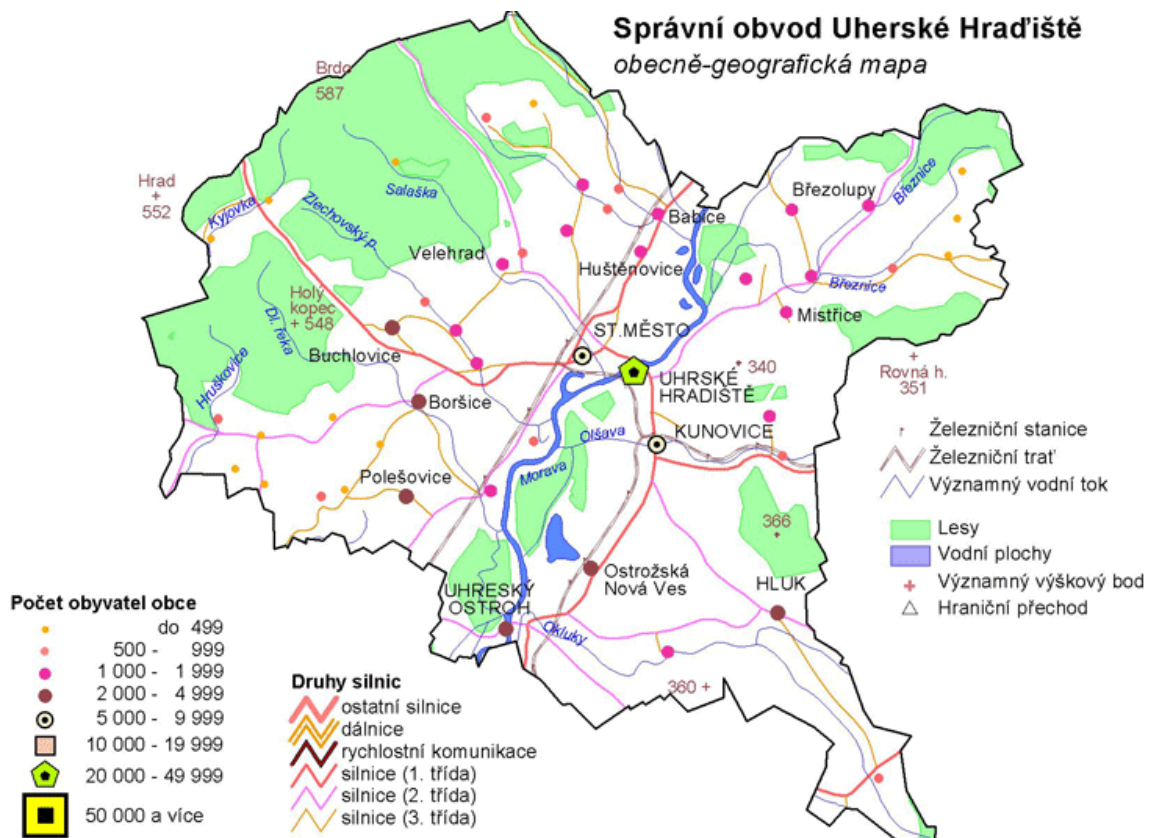 Správní obvod Uherské Hraďiště
obecně-geografická mapa
Brdo
587
Hrad
+
552
Kyjovka
Zlechovský p.
Salaška
Velehrad
Babice
Huštěnovice
Březolupy
Březnice
Březnice
Mistřice
Holý
kopec
+ 548
Dl. řeka
Buchlovice
Hruškovice
ST.MĚSTO
UHRSKÉ
HRADIŠTĚ
+ 340
+
Rovná h.
351
Boršice
Olšava
KUNOVICE
Polešovice
Morava
366
+
Ostrožská
Nová Ves
HLUK
UHRESKÝ
OSTROH
Okluky
360 +
Železniční stanice
Železniční trať
Významný vodní tok
Lesy
Vodní plochy
Významný výškový bod
Hraniční přechod
Počet obyvatel obce
do 499
500 - 999
1 000 - 1 999
2 000 - 4 999
5 000 - 9 999
10 000 - 19 999
20 000 - 49 999
50 000 a více
Druhy silnic
ostatní silnice
dálnice
rychlostní komunikace
silnice (1. třída)
silnice (2. třída)
silnice (3. třída)